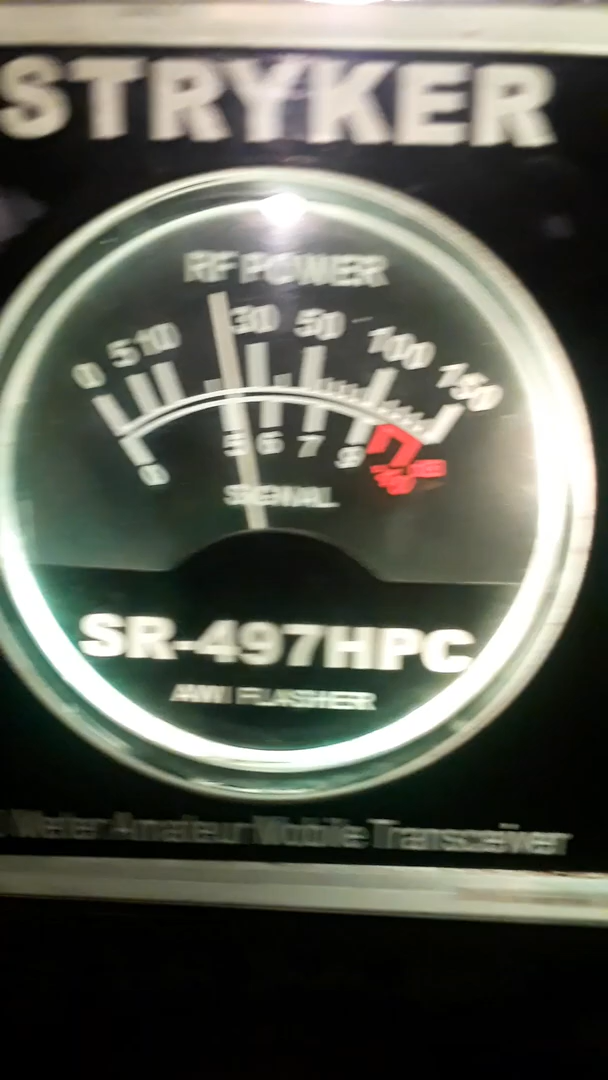 STRYKER
RF POWER
0 5 10 30 50 100 150
0 5 6 7 9
SIGNAL
SR-497HPC
AM FLASHER
Meter Amateur Mobile Transceiver